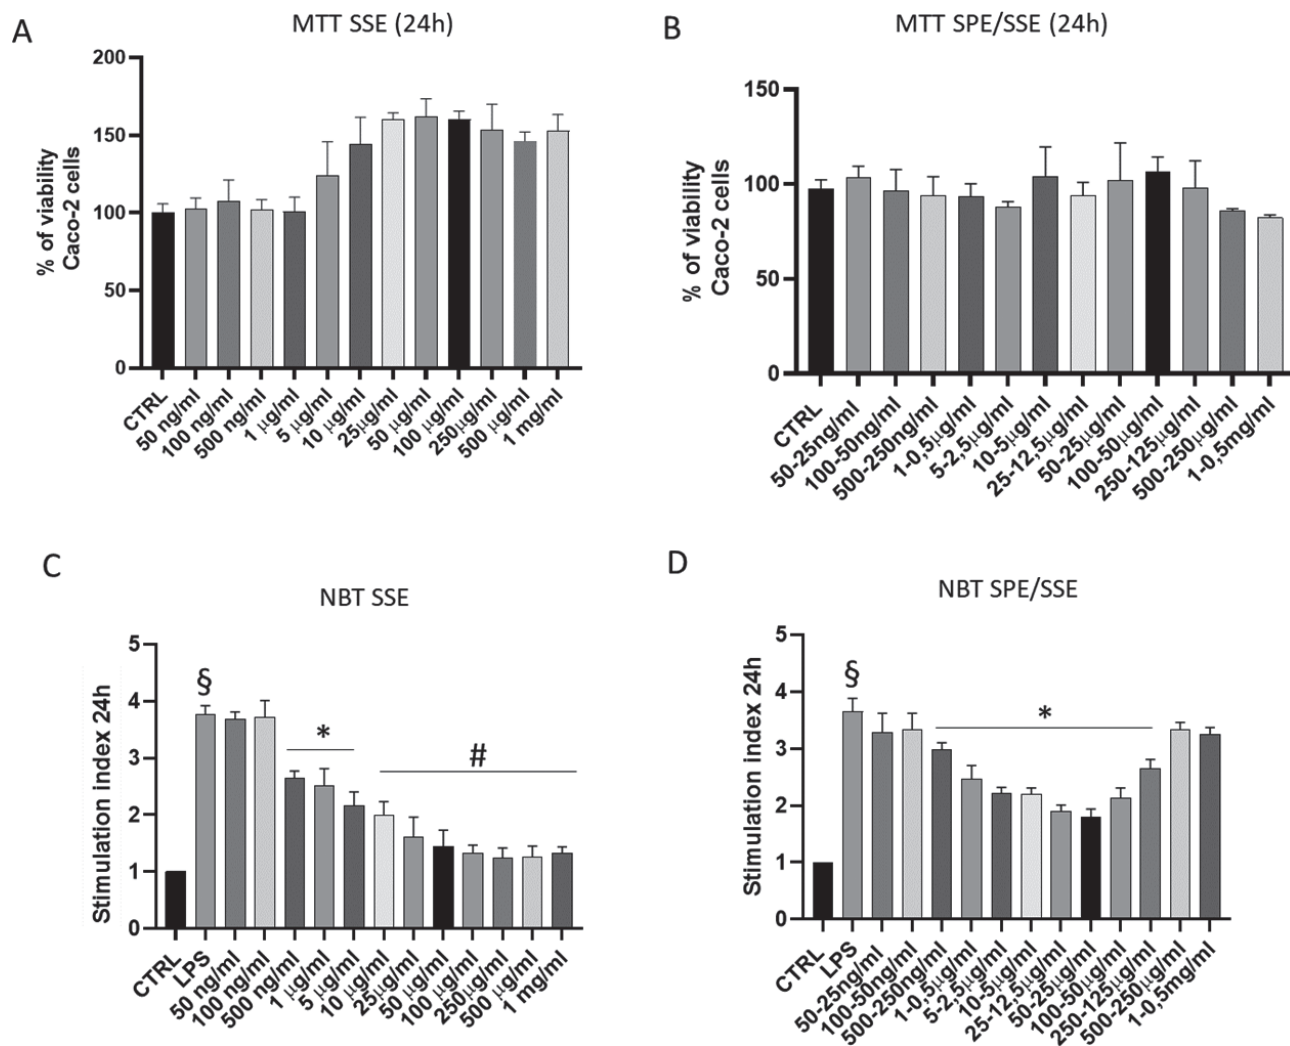 A
MTT SSE (24h)
% of viability
Caco-2 cells
200
150
100
50
0
CTRL
50 ng/ml
100 ng/ml
500 ng/ml
1 µg/ml
5 µg/ml
10 µg/ml
25µg/ml
50 µg/ml
100 µg/ml
250µg/ml
500 µg/ml
1 mg/ml
B
MTT SPE/SSE (24h)
% of viability
Caco-2 cells
150
100
50
0
CTRL
50-25ng/ml
100-50ng/ml
500-250ng/ml
1-0,5µg/ml
5-2,5µg/ml
10-5µg/ml
25-12,5µg/ml
50-25µg/ml
100-50µg/ml
250-125µg/ml
500-250µg/ml
1-0,5mg/ml
C
NBT SSE
Stimulation index 24h
5
4
3
2
1
0
§
*
#
CTRL
LPS
50 ng/ml
100 ng/ml
500 ng/ml
1 µg/ml
5 µg/ml
10 µg/ml
25µg/ml
50 µg/ml
100 µg/ml
250µg/ml
500 µg/ml
1 mg/ml
D
NBT SPE/SSE
Stimulation index 24h
5
4
3
2
1
0
§
*
CTRL
LPS
50-25ng/ml
100-50ng/ml
500-250ng/ml
1-0,5µg/ml
5-2,5µg/ml
10-5µg/ml
25-12,5µg/ml
50-25µg/ml
100-50µg/ml
250-125µg/ml
500-250µg/ml
1-0,5mg/ml